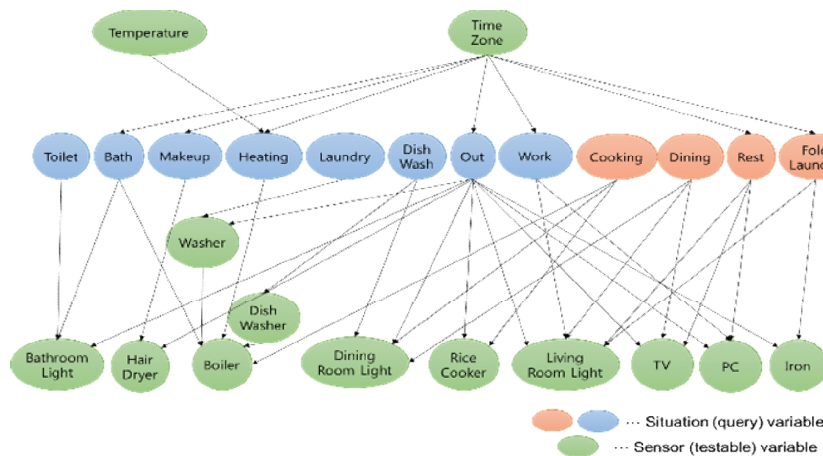 Temperature
Time
Zone
Toilet
Bath
Makeup
Heating
Laundry
Dish
Wash
Out
Work
Cooking
Dining
Rest
Fold
Laun
Washer
Dish
Washer
Bathroom
Light
Hair
Dryer
Boiler
Dining
Room Light
Rice
Cooker
Living
Room Light
TV
PC
Iron
··· Situation (query) variable
··· Sensor (testable) variable